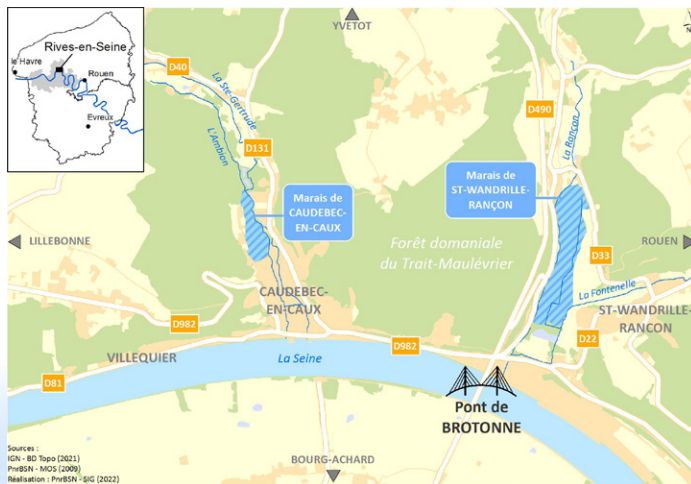 YVETOT
N
Rives-en-Seine
le Havre
Rouen
Evreux
D40
La Ste-Gertrude
L'Ambion
D131
D490
La Rançon
Marais de
CAUDEBEC-
EN-CAUX
Marais de
ST-WANDRILLE-
RANÇON
LILLEBONNE
Forêt domaniale
du Trait-Maulévrier
ROUEN
D33
La Fontenelle
CAUDEBEC-
EN-CAUX
ST-WANDRILLE-
RANÇON
D982
D982
D22
VILLEQUIER
La Seine
D81
Pont de
BROTONNE
BOURG-ACHARD
Sources :
IGN - BD Topo (2021)
PnrBSN - MOS (2009)
Réalisation : PnrBSN - SIG (2022)